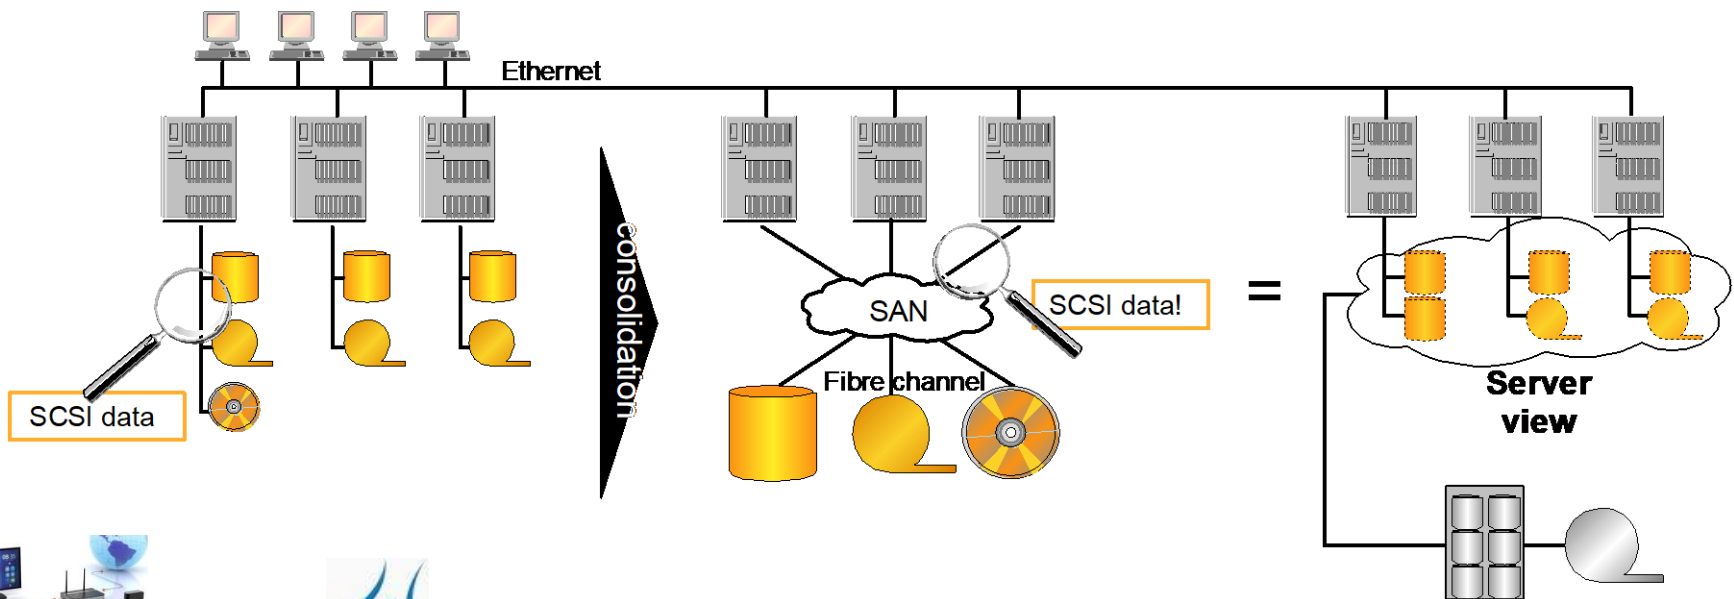 Ethernet
consolidation
SCSI data
SAN
SCSI data!
Fibre channel
=
Server
view